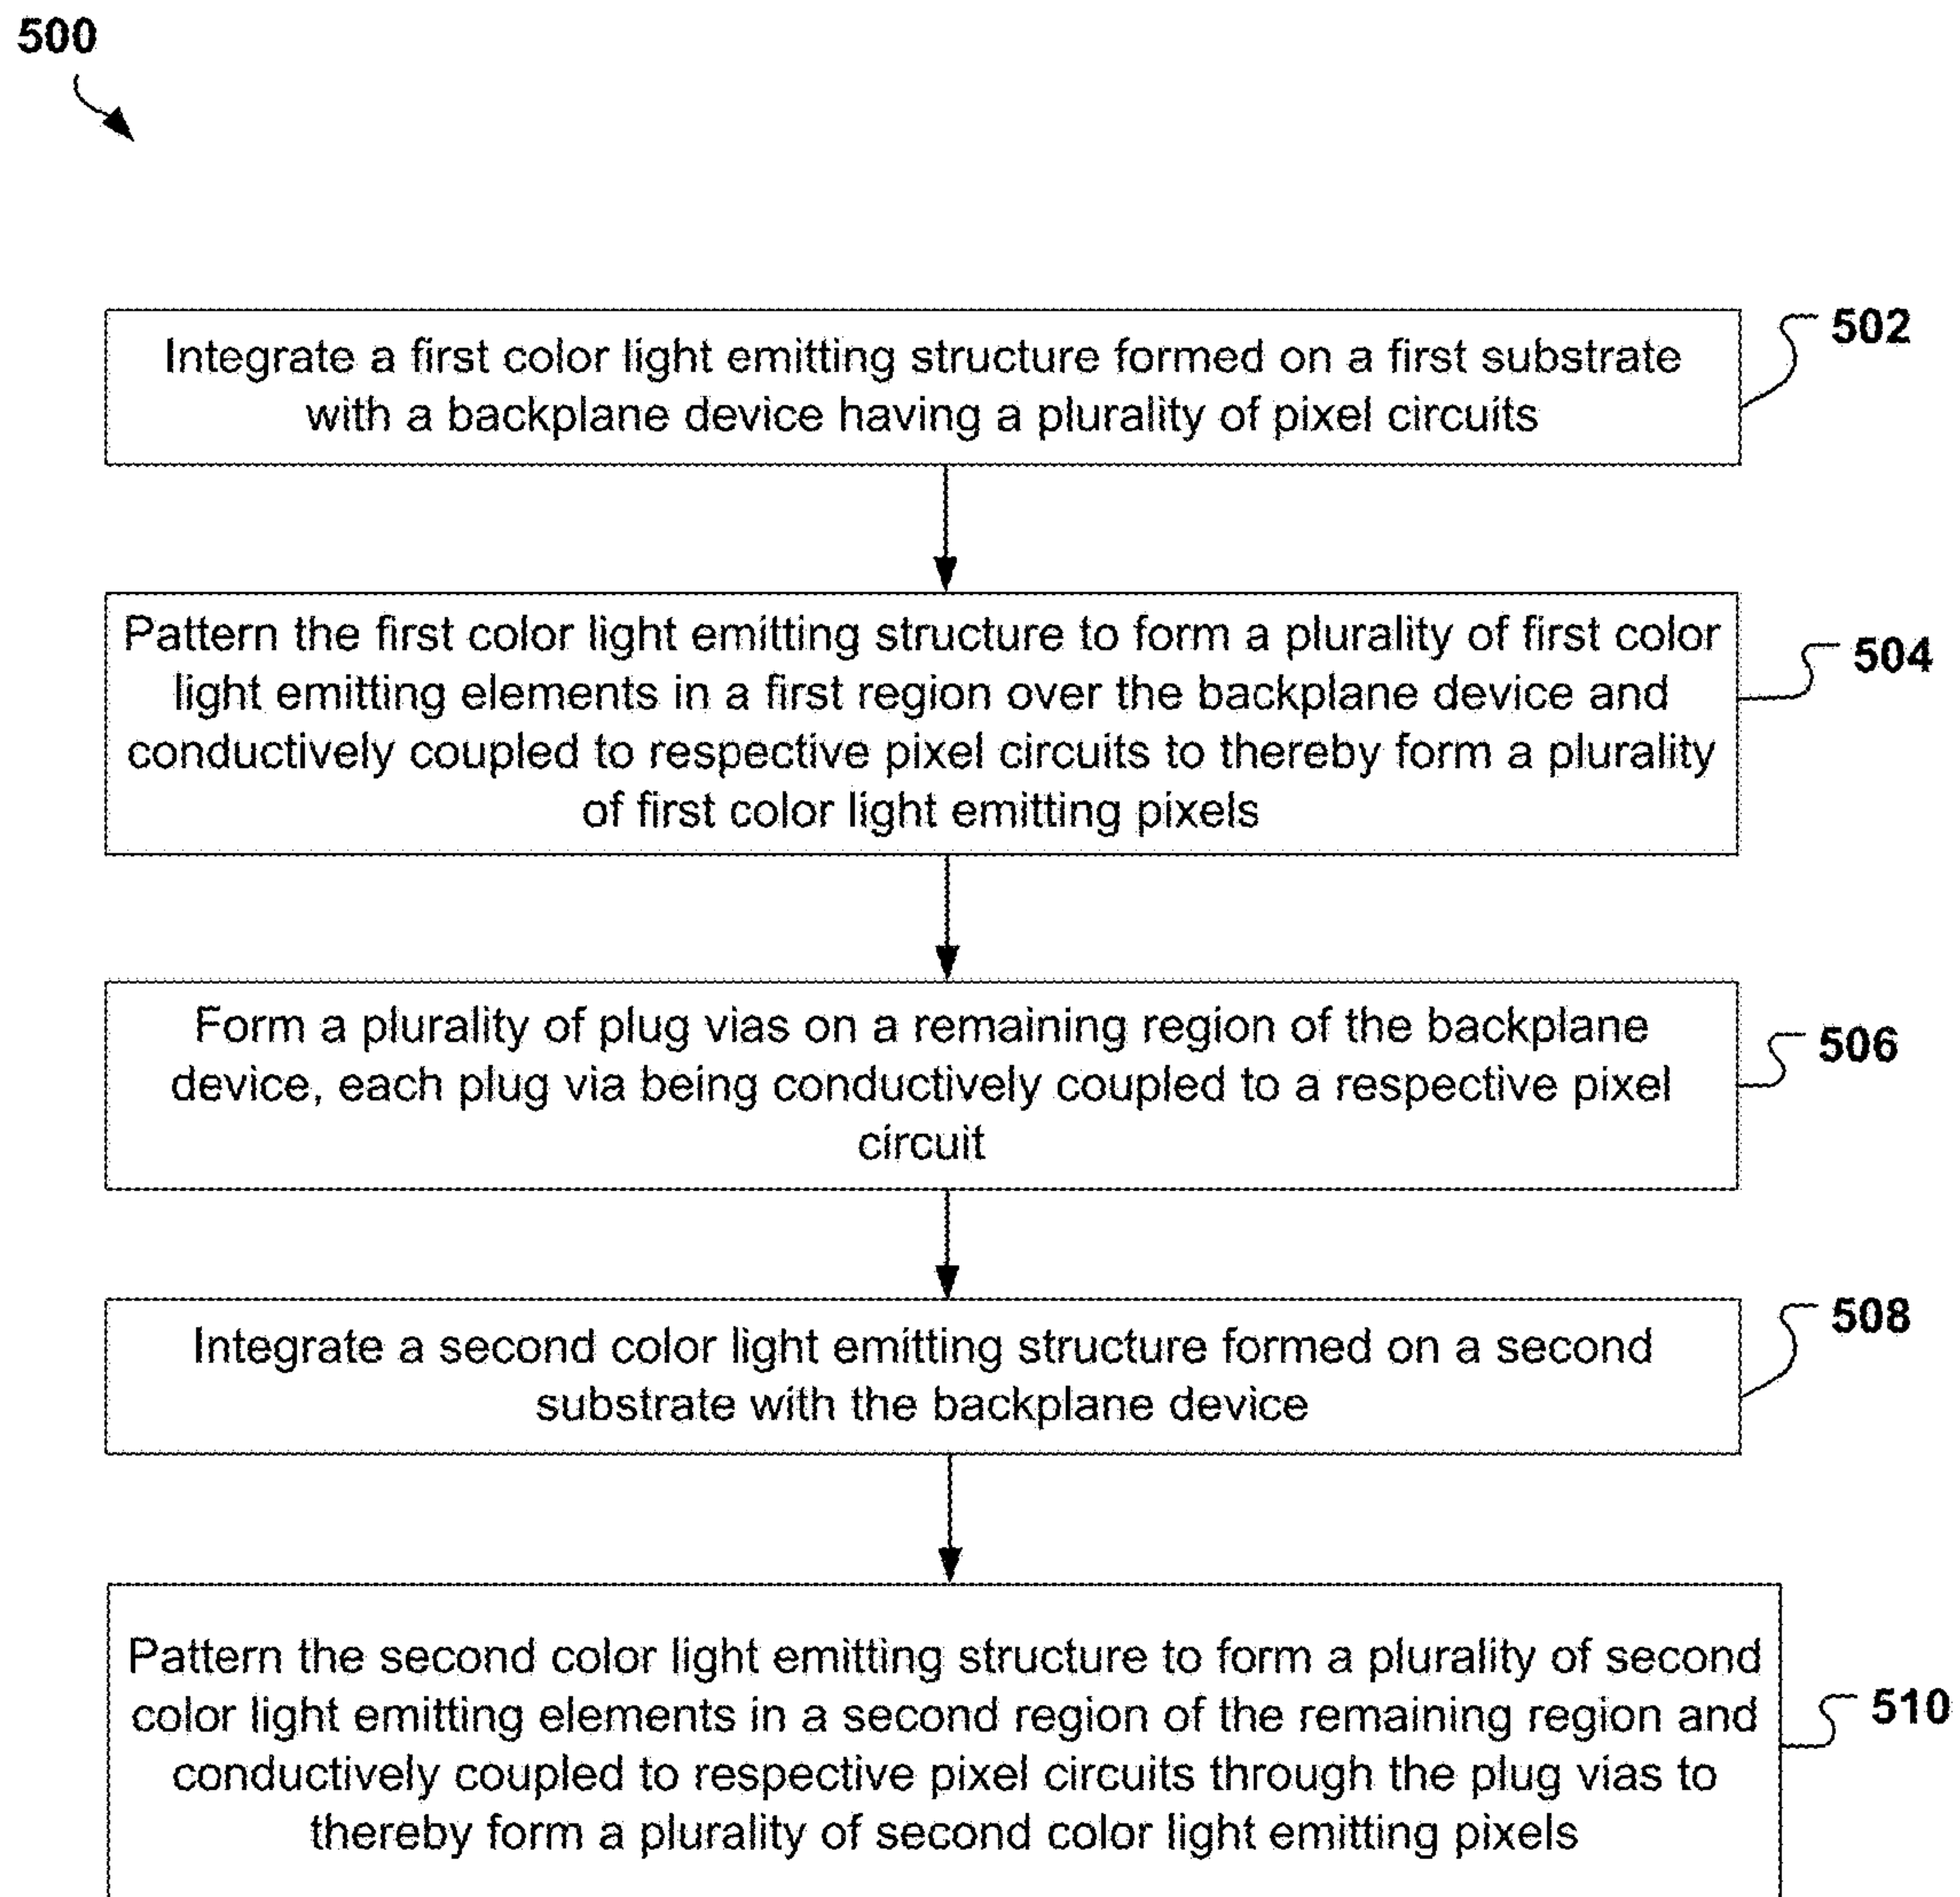 500
Integrate a first color light emitting structure formed on a first substrate
with a backplane device having a plurality of pixel circuits
502
Pattern the first color light emitting structure to form a plurality of first color
light emitting elements in a first region over the backplane device and
conductively coupled to respective pixel circuits to thereby form a plurality
of first color light emitting pixels
504
Form a plurality of plug vias on a remaining region of the backplane
device, each plug via being conductively coupled to a respective pixel
circuit
506
Integrate a second color light emitting structure formed on a second
substrate with the backplane device
508
Pattern the second color light emitting structure to form a plurality of second
color light emitting elements in a second region of the remaining region and
conductively coupled to respective pixel circuits through the plug vias to
thereby form a plurality of second color light emitting pixels
510